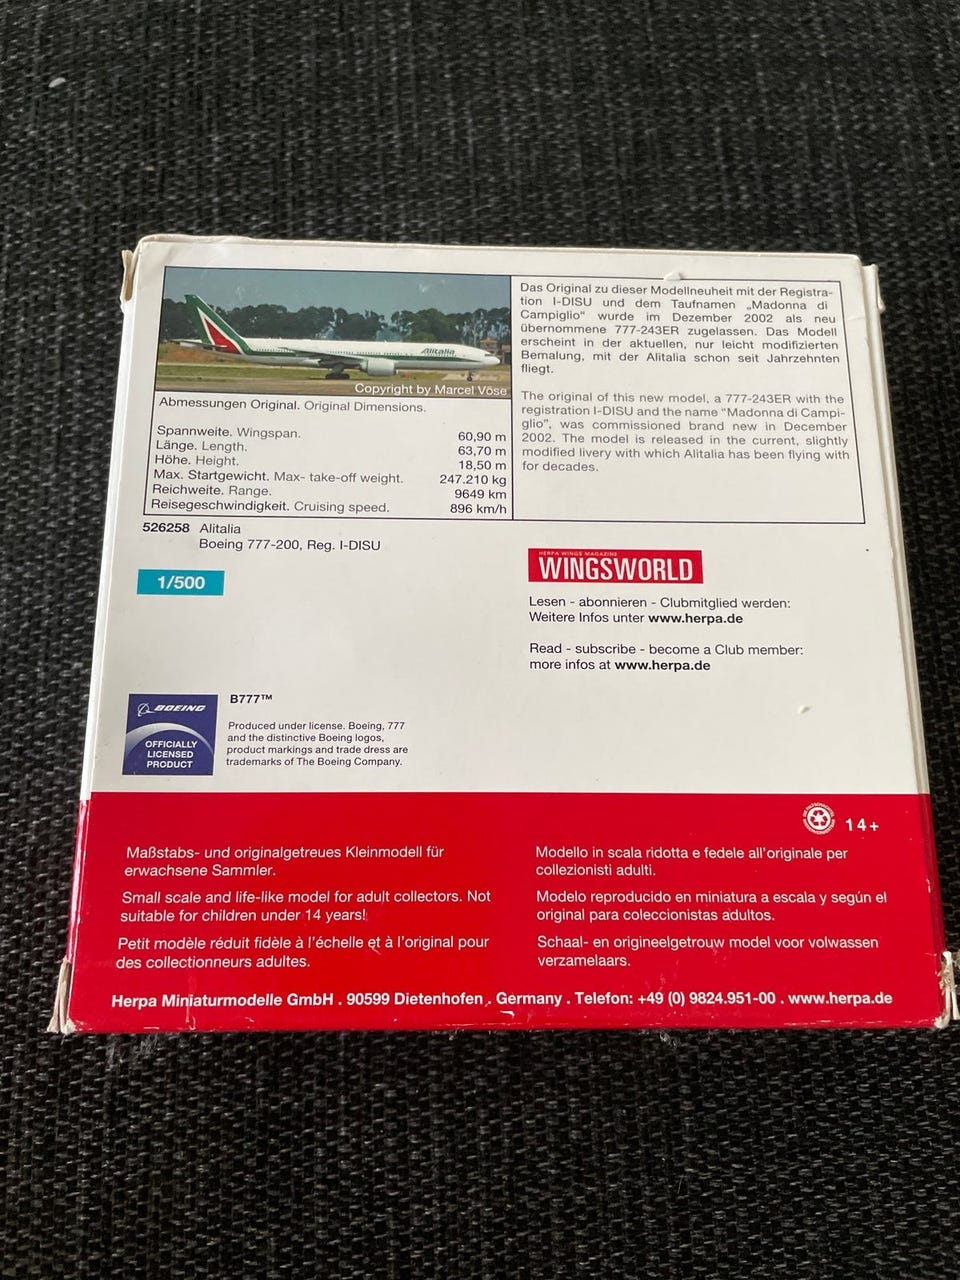 Alitalia
Copyright by Marcel Vöse
Abmessungen Original. Original Dimensions.
Spannweite. Wingspan. 60,90 m
Länge. Length. 63,70 m
Höhe. Height. 18,50 m
Max. Startgewicht. Max- take-off weight. 247.210 kg
Reichweite. Range. 9649 km
Reisegeschwindigkeit. Cruising speed. 896 km/h
Das Original zu dieser Modellneuheit mit der Registra-
tion I-DISU und dem Taufnamen „Madonna di
Campiglio“ wurde im Dezember 2002 als neu
übernommene 777-243ER zugelassen. Das Modell
erscheint in der aktuellen, nur leicht modifizierten
Bemalung, mit der Alitalia schon seit Jahrzehnten
fliegt.
The original of this new model, a 777-243ER with the
registration I-DISU and the name “Madonna di Campi-
glio”, was commissioned brand new in December
2002. The model is released in the current, slightly
modified livery with which Alitalia has been flying with
for decades.
526258 Alitalia
Boeing 777-200, Reg. I-DISU
1/500
HERPA WINGS MAGAZINE
WINGSWORLD
Lesen - abonnieren - Clubmitglied werden:
Weitere Infos unter www.herpa.de
Read - subscribe - become a Club member:
more infos at www.herpa.de
BOEING
OFFICIALLY
LICENSED
PRODUCT
B777™
Produced under license. Boeing, 777
and the distinctive Boeing logos,
product markings and trade dress are
trademarks of The Boeing Company.
14+
Maßstabs- und originalgetreues Kleinmodell für
erwachsene Sammler.
Small scale and life-like model for adult collectors. Not
suitable for children under 14 years!
Petit modèle réduit fidèle à l'échelle et à l'original pour
des collectionneurs adultes.
Modello in scala ridotta e fedele all'originale per
collezionisti adulti.
Modelo reproducido en miniatura a escala y según el
original para coleccionistas adultos.
Schaal- en origineelgetrouw model voor volwassen
verzamelaars.
Herpa Miniaturmodelle GmbH . 90599 Dietenhofen . Germany . Telefon: +49 (0) 9824.951-00 . www.herpa.de